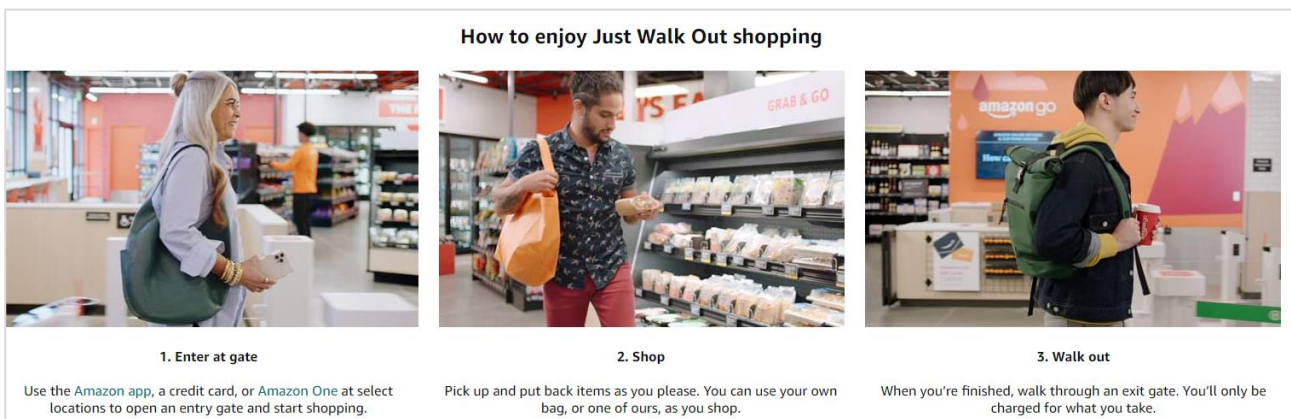 How to enjoy Just Walk Out shopping
GRAB & GO
amazon go
1. Enter at gate
Use the Amazon app, a credit card, or Amazon One at select
locations to open an entry gate and start shopping.
2. Shop
Pick up and put back items as you please. You can use your own
bag, or one of ours, as you shop.
3. Walk out
When you're finished, walk through an exit gate. You'll only be
charged for what you take.